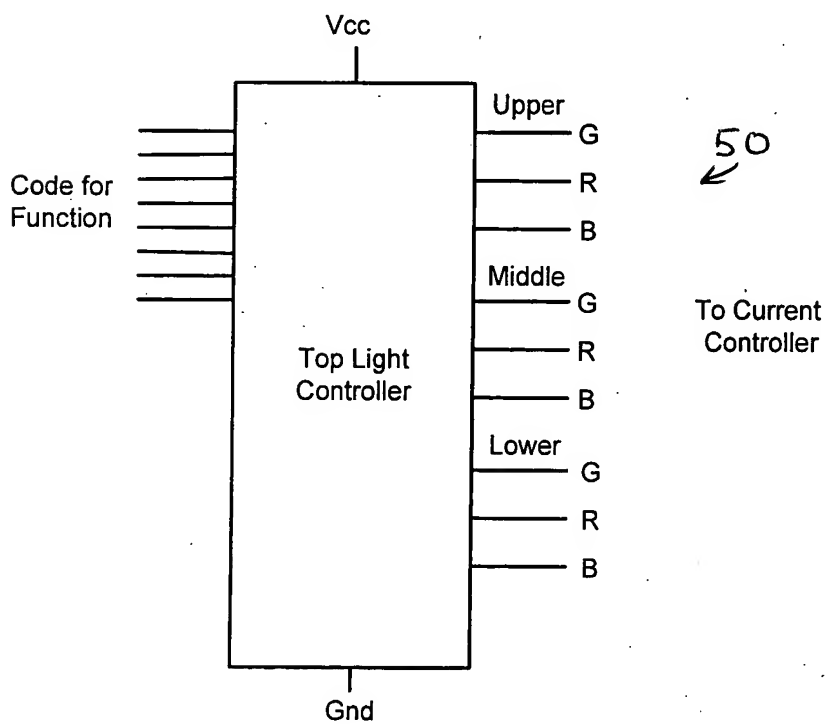 Vcc
Upper
G
50
Code for
Function
R
B
Middle
G
To Current
Controller
Top Light
Controller
R
B
Lower
G
R
B
Gnd